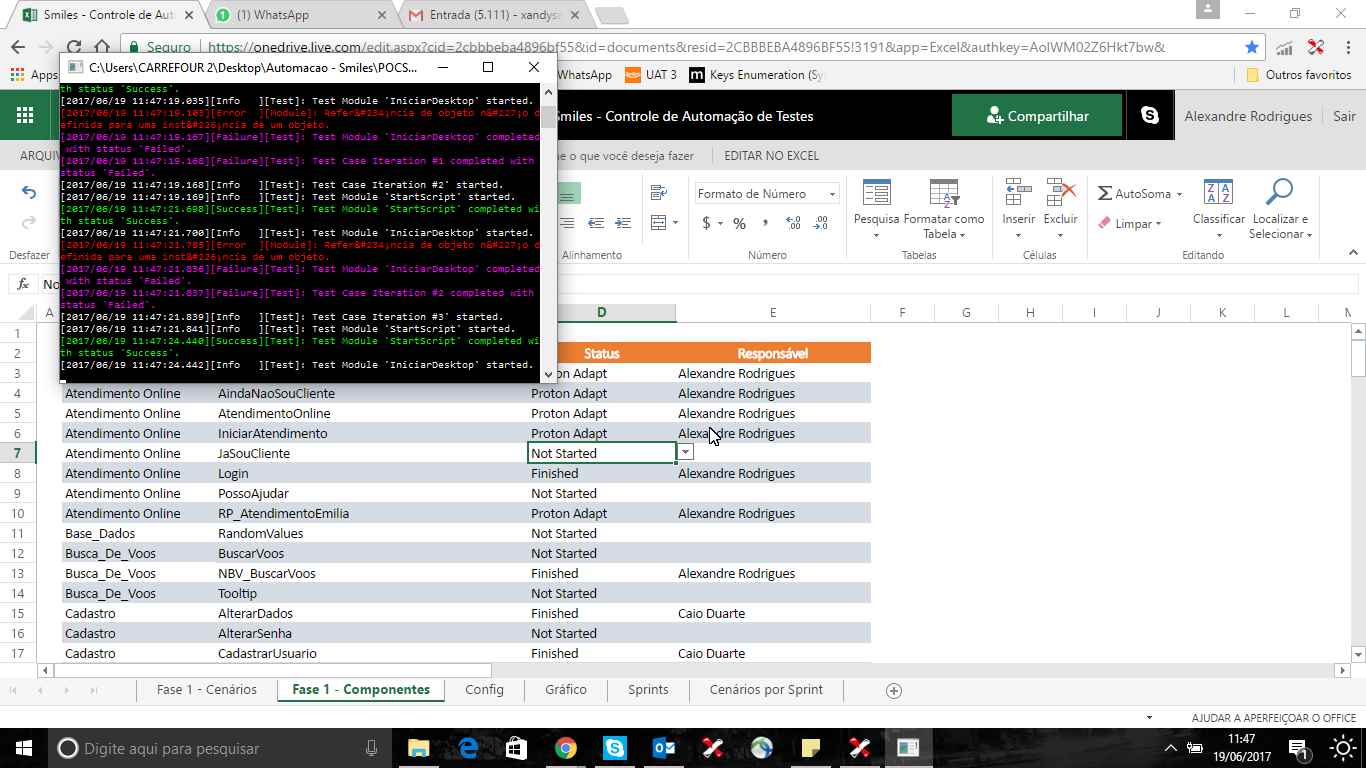 Smiles - Controle de Aut
(1) WhatsApp
Entrada (5.111) - xandys
Seguro
https://onedrive.live.com/edit.aspx?cid=2cbbbeba4896bf55&id=documents&resid=2CBBBEBA4896BF55!3191&app=Excel&authkey=AoIWM02Z6Hkt7bw&
Apps
WhatsApp
UAT 3
Keys Enumeration (Sy
Outros favoritos
C:\Users\CARREFOUR 2\Desktop\Automacao - Smiles\POCS...
th status 'Success'.
[2017/06/19 11:47:19.035][Info   ][Test]: Test Module 'IniciarDesktop' started.
[2017/06/19 11:47:19.103][Error  ][Module]: Refer&#234;ncia de objeto n&#227;o d
efinida para uma inst&#226;ncia de um objeto.
[2017/06/19 11:47:19.167][Failure][Test]: Test Module 'IniciarDesktop' completed
 with status 'Failed'.
[2017/06/19 11:47:19.168][Failure][Test]: Test Case Iteration #1 completed with
status 'Failed'.
[2017/06/19 11:47:19.168][Info   ][Test]: Test Case Iteration #2' started.
[2017/06/19 11:47:19.169][Info   ][Test]: Test Module 'StartScript' started.
[2017/06/19 11:47:21.698][Success][Test]: Test Module 'StartScript' completed wi
th status 'Success'.
[2017/06/19 11:47:21.700][Info   ][Test]: Test Module 'IniciarDesktop' started.
[2017/06/19 11:47:21.785][Error  ][Module]: Refer&#234;ncia de objeto n&#227;o d
efinida para uma inst&#226;ncia de um objeto.
[2017/06/19 11:47:21.836][Failure][Test]: Test Module 'IniciarDesktop' completed
 with status 'Failed'.
[2017/06/19 11:47:21.837][Failure][Test]: Test Case Iteration #2 completed with
status 'Failed'.
[2017/06/19 11:47:21.839][Info   ][Test]: Test Case Iteration #3' started.
[2017/06/19 11:47:21.841][Info   ][Test]: Test Module 'StartScript' started.
[2017/06/19 11:47:24.440][Success][Test]: Test Module 'StartScript' completed wi
th status 'Success'.
[2017/06/19 11:47:24.442][Info   ][Test]: Test Module 'IniciarDesktop' started.
Smiles - Controle de Automação de Testes
Compartilhar
Alexandre Rodrigues
Sair
ARQUI
e o que você deseja fazer
EDITAR NO EXCEL
Desfazer
Alinhamento
Formato de Número
$ %
Número
Pesquisa
Formatar como
Tabela
Tabelas
Inserir
Excluir
Células
AutoSoma
Limpar
Classificar
Localizar e
Selecionar
Editando
fx No
A D E F G H I J K L M
1
2 Status Responsável
3 on Adapt Alexandre Rodrigues
4 Atendimento Online AindaNaoSouCliente Proton Adapt Alexandre Rodrigues
5 Atendimento Online AtendimentoOnline Proton Adapt Alexandre Rodrigues
6 Atendimento Online IniciarAtendimento Proton Adapt Alexandre Rodrigues
7 Atendimento Online JaSouCliente Not Started
8 Atendimento Online Login Finished Alexandre Rodrigues
9 Atendimento Online PossoAjudar Not Started
10 Atendimento Online RP_AtendimentoEmilia Proton Adapt Alexandre Rodrigues
11 Base_Dados RandomValues Not Started
12 Busca_De_Voos BuscarVoos Not Started
13 Busca_De_Voos NBV_BuscarVoos Finished Alexandre Rodrigues
14 Busca_De_Voos Tooltip Not Started
15 Cadastro AlterarDados Finished Caio Duarte
16 Cadastro AlterarSenha Not Started
17 Cadastro CadastrarUsuario Finished Caio Duarte
Fase 1 - Cenários
Fase 1 - Componentes
Config
Gráfico
Sprints
Cenários por Sprint
AJUDAR A APERFEIÇOAR O OFFICE
Digite aqui para pesquisar
11:47
19/06/2017
1